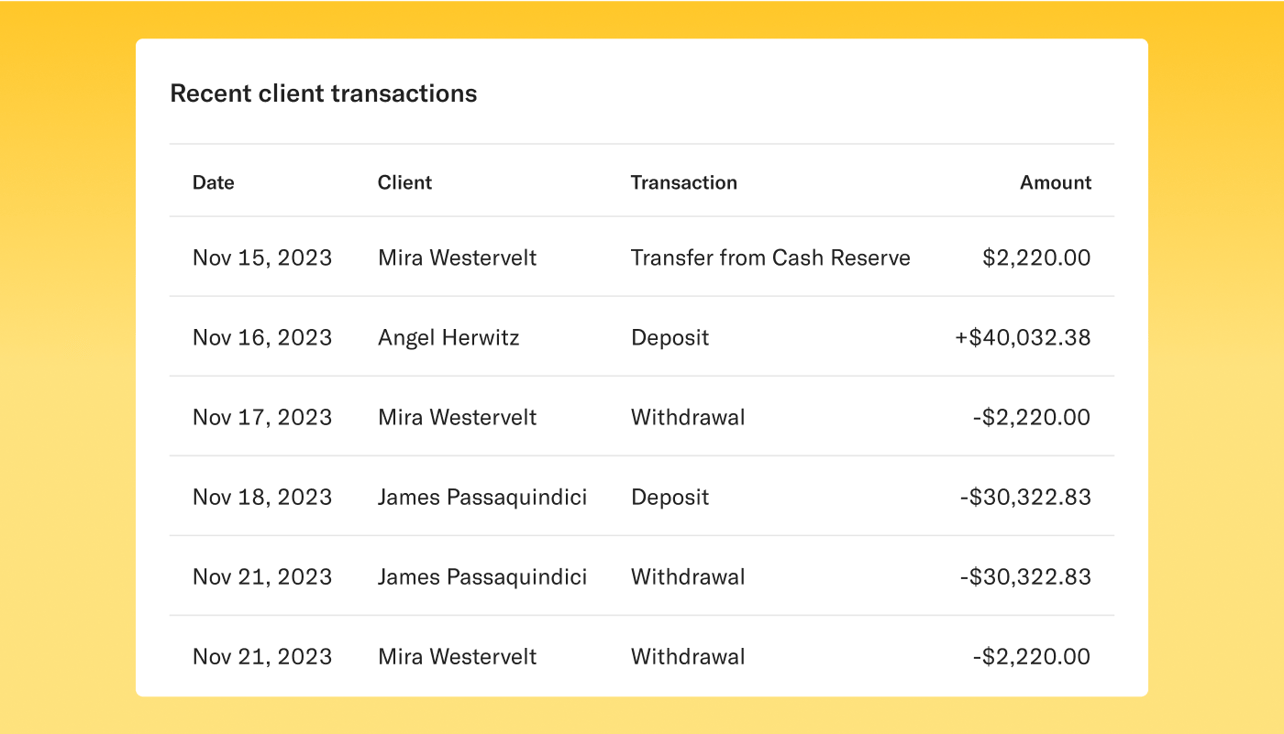 Recent client transactions
Date Client Transaction Amount
Nov 15, 2023 Mira Westervelt Transfer from Cash Reserve $2,220.00
Nov 16, 2023 Angel Herwitz Deposit +$40,032.38
Nov 17, 2023 Mira Westervelt Withdrawal -$2,220.00
Nov 18, 2023 James Passaquindici Deposit -$30,322.83
Nov 21, 2023 James Passaquindici Withdrawal -$30,322.83
Nov 21, 2023 Mira Westervelt Withdrawal -$2,220.00